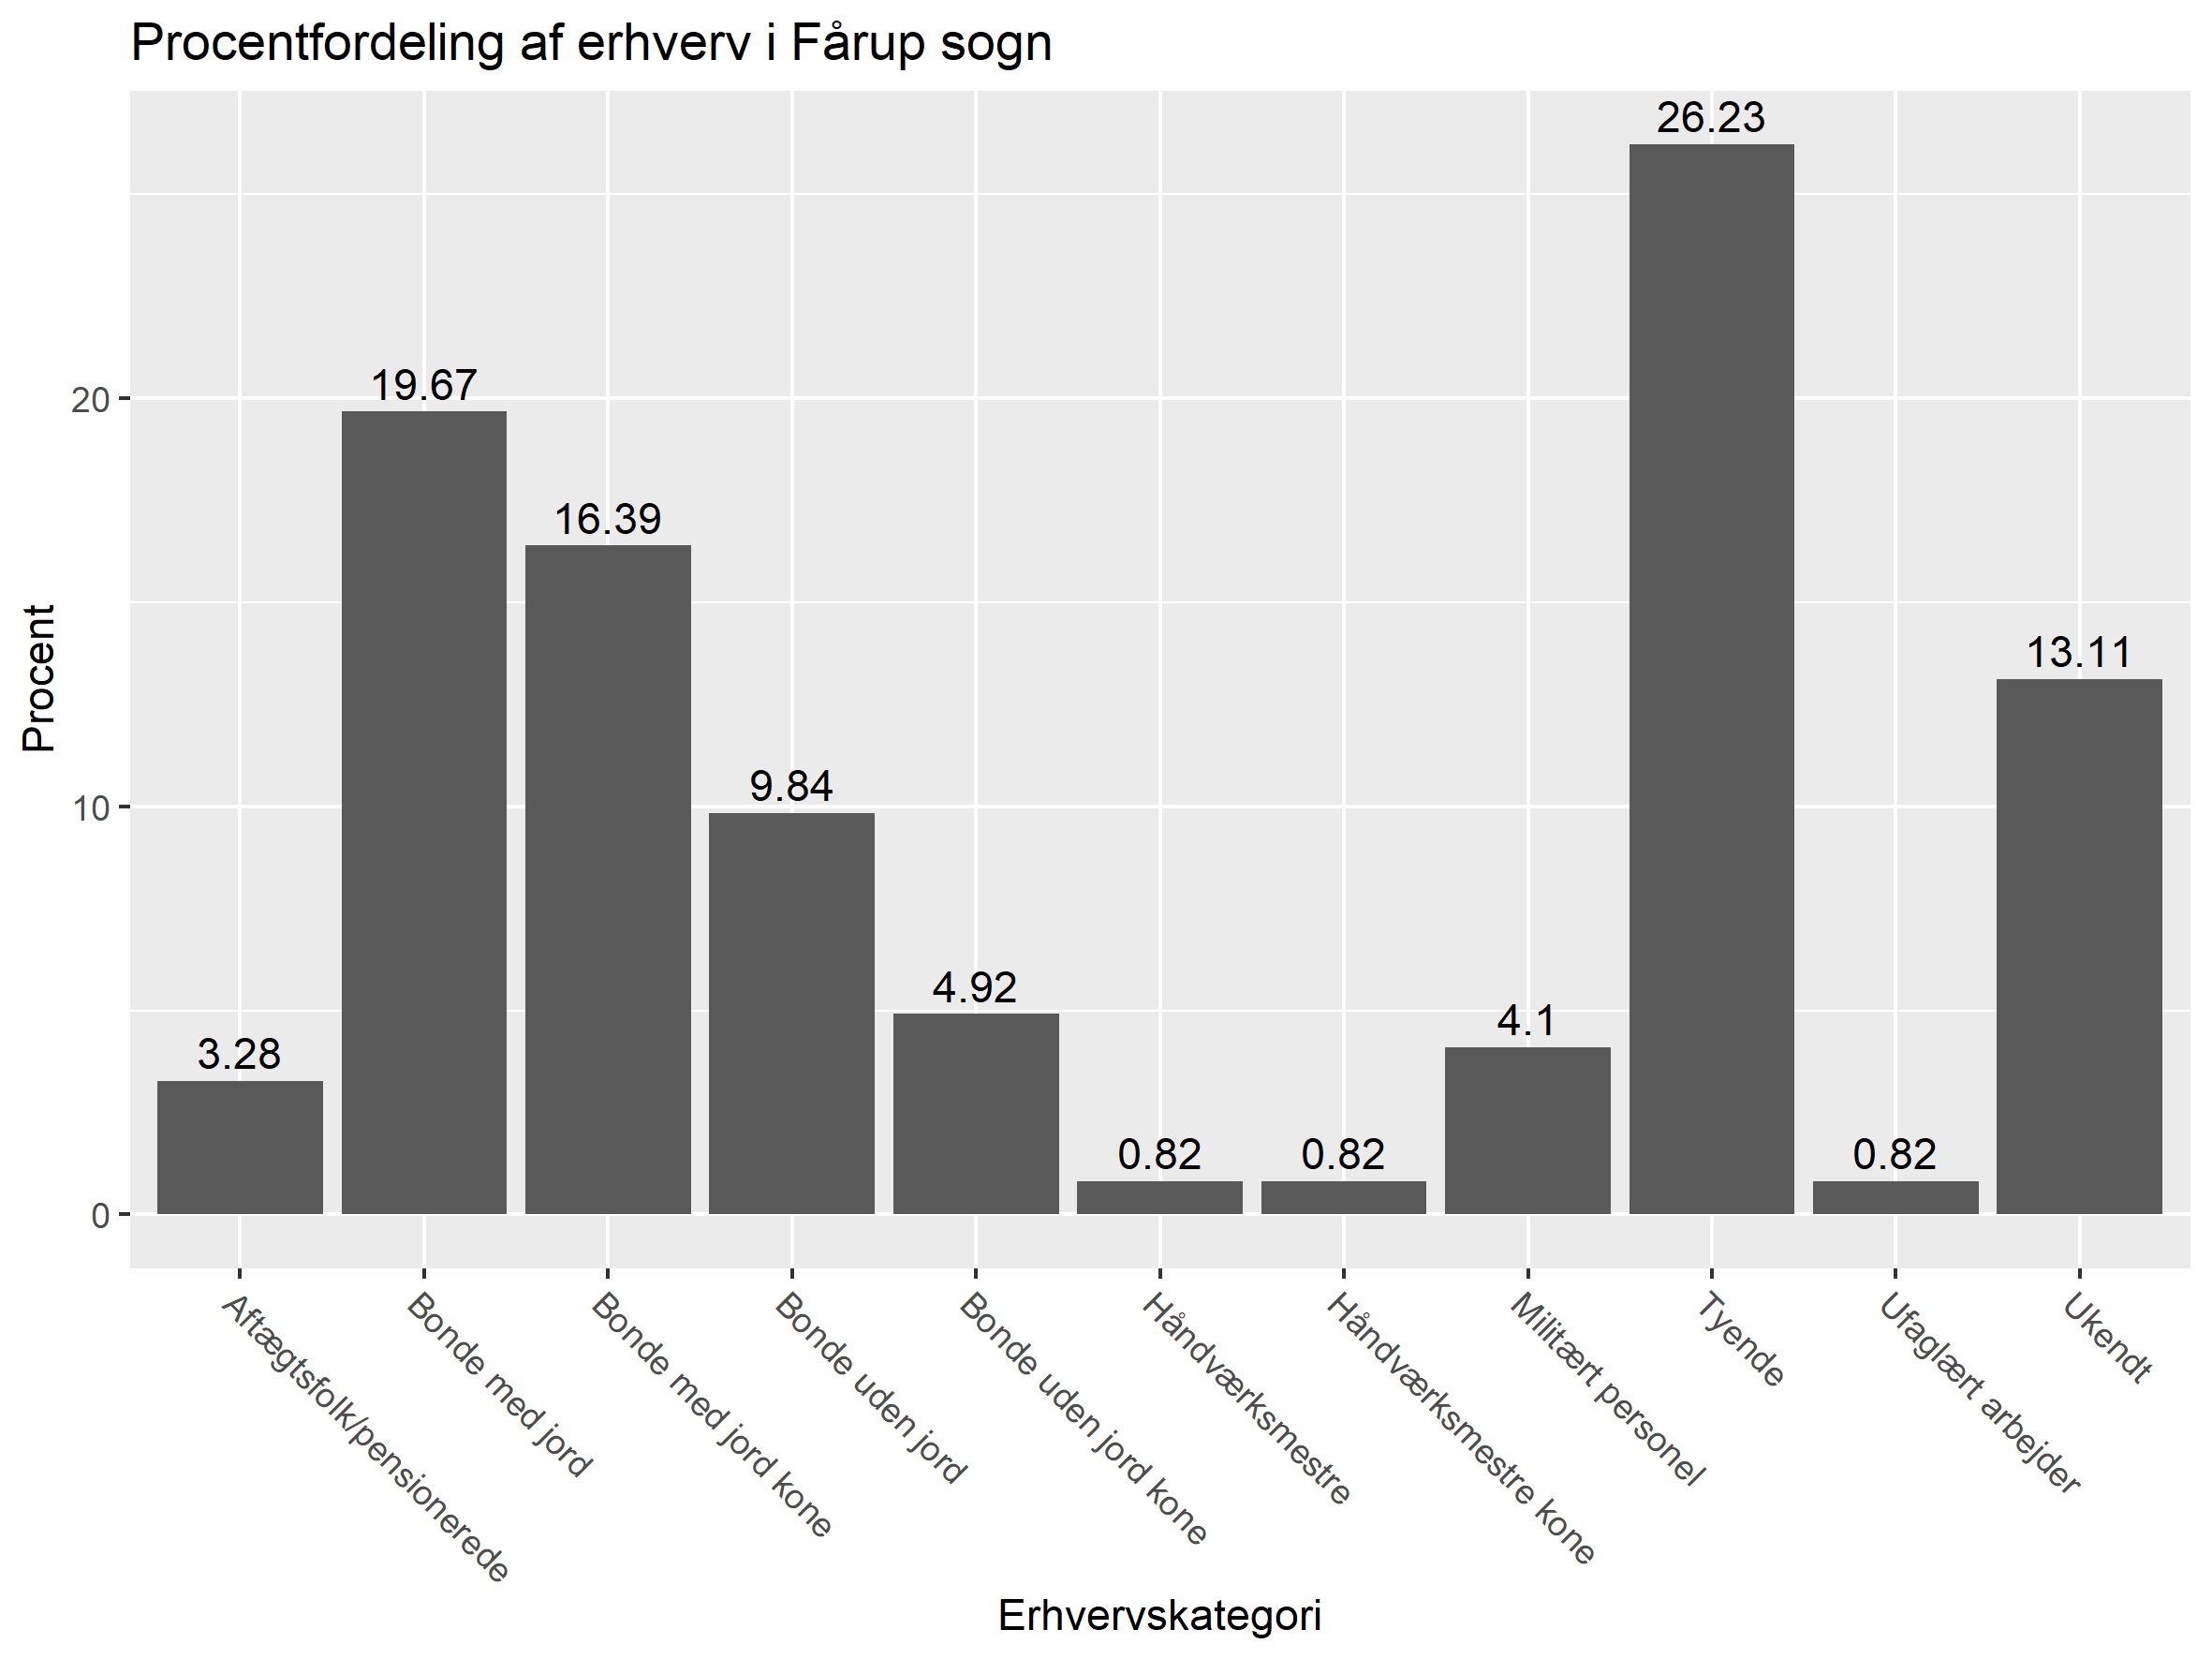 Procentfordeling af erhverv i Fårup sogn
Procent
20
10
0
3.28
19.67
16.39
9.84
4.92
0.82
0.82
4.1
26.23
0.82
13.11
Aftægtsfolk/pensionerede
Bonde med jord
Bonde med jord kone
Bonde uden jord
Bonde uden jord kone
Håndværksmestre
Håndværksmestre kone
Militært personel
Tyende
Ufaglært arbejder
Ukendt
Erhvervskategori